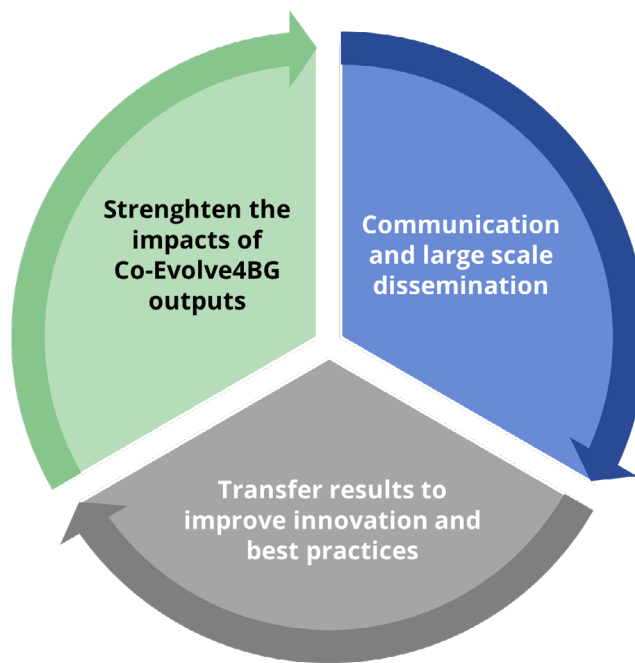 Strenghten the
impacts of
Co-Evolve4BG
outputs
Communication
and large scale
dissemination
Transfer results to
improve innovation and
best practices